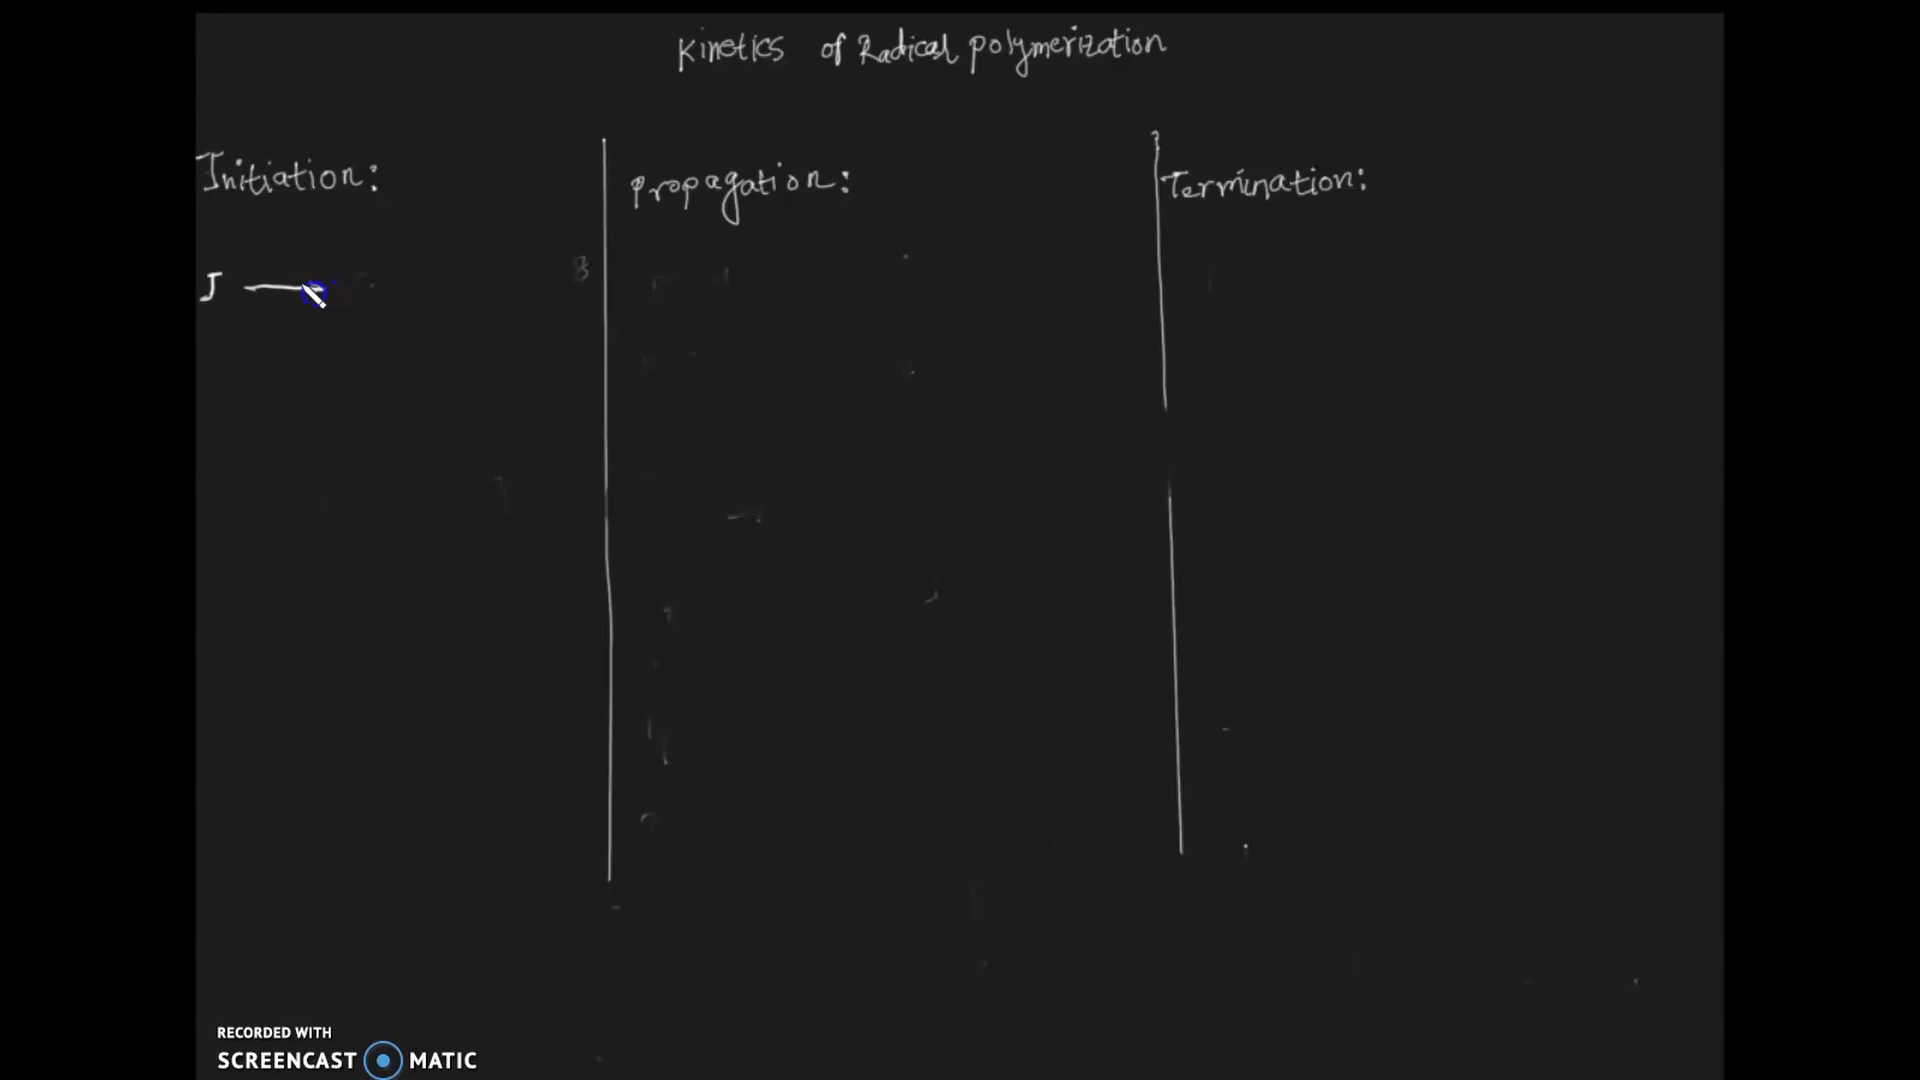 Kinetics of Radical polymerization
Initiation:
Propagation:
Termination:
I —
RECORDED WITH
SCREENCAST MATIC